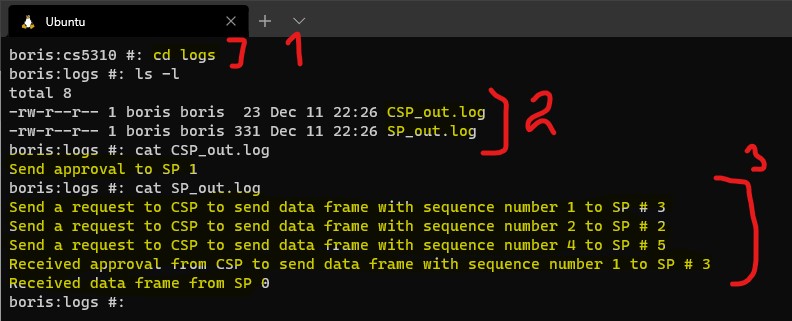 Ubuntu
boris:cs5310 #: cd logs
1
boris:logs #: ls -l
total 8
-rw-r--r-- 1 boris boris  23 Dec 11 22:26 CSP_out.log
-rw-r--r-- 1 boris boris 331 Dec 11 22:26 SP_out.log
2
boris:logs #: cat CSP_out.log
Send approval to SP 1
boris:logs #: cat SP_out.log
3
Send a request to CSP to send data frame with sequence number 1 to SP # 3
Send a request to CSP to send data frame with sequence number 2 to SP # 2
Send a request to CSP to send data frame with sequence number 4 to SP # 5
Received approval from CSP to send data frame with sequence number 1 to SP # 3
Received data frame from SP 0
boris:logs #: